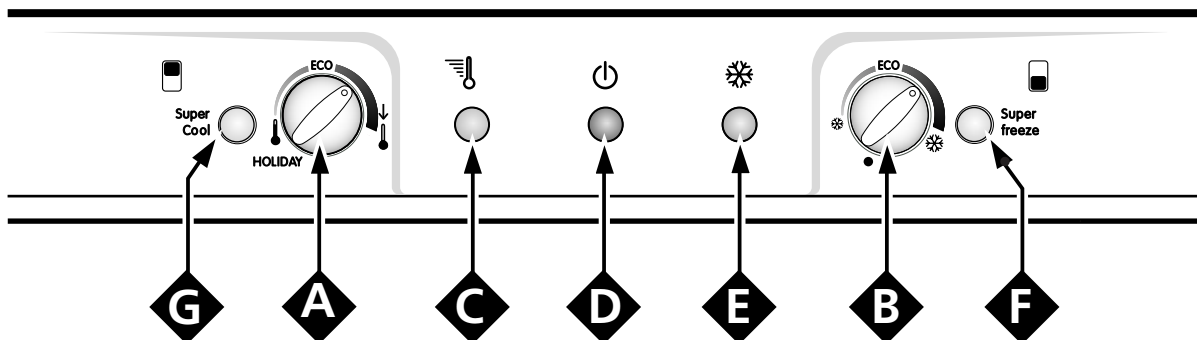 ECO
Super
Cool
HOLIDAY
ECO
Super
freeze
G
A
C
D
E
B
F